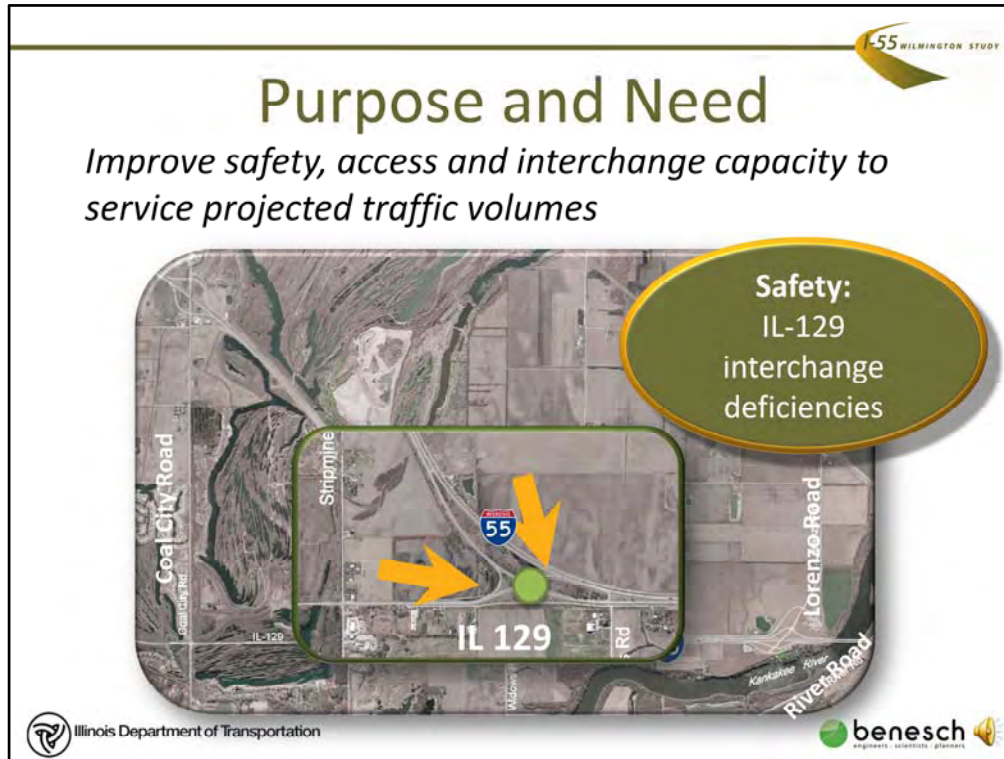 I-55 WILMINGTON STUDY
Purpose and Need
Improve safety, access and interchange capacity to
service projected traffic volumes
Safety:
IL-129
interchange
deficiencies
Coal City Road
Coal City Rd
Stripmine
55
IL 129
IL-129
s Rd
Lorenzo Road
Kankakee River
River Road
Illinois Department of Transportation
benesch
engineers · scientists · planners